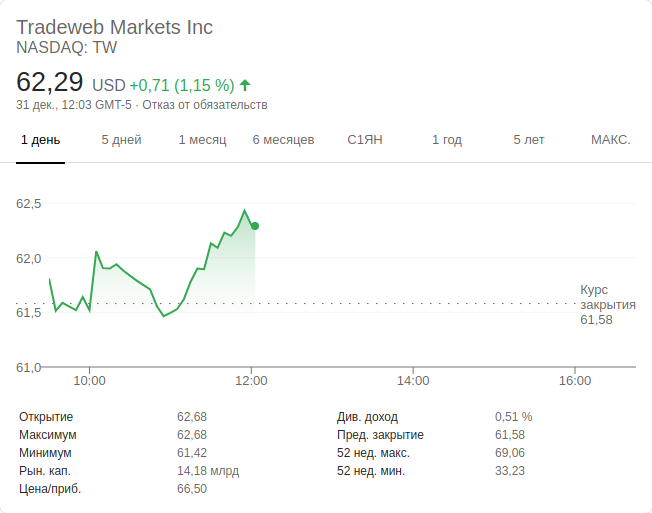 Tradeweb Markets Inc
NASDAQ: TW
62,29 USD +0,71 (1,15 %)
31 дек., 12:03 GMT-5 · Отказ от обязательств
1 день 5 дней 1 месяц 6 месяцев С1ЯН 1 год 5 лет МАКС.
62,5
62,0
61,5
61,0
Курс
закрытия
61,58
10:00 12:00 14:00 16:00
Открытие 62,68 Див. доход 0,51 %
Максимум 62,68 Пред. закрытие 61,58
Минимум 61,42 52 нед. макс. 69,06
Рын. кап. 14,18 млрд 52 нед. мин. 33,23
Цена/приб. 66,50